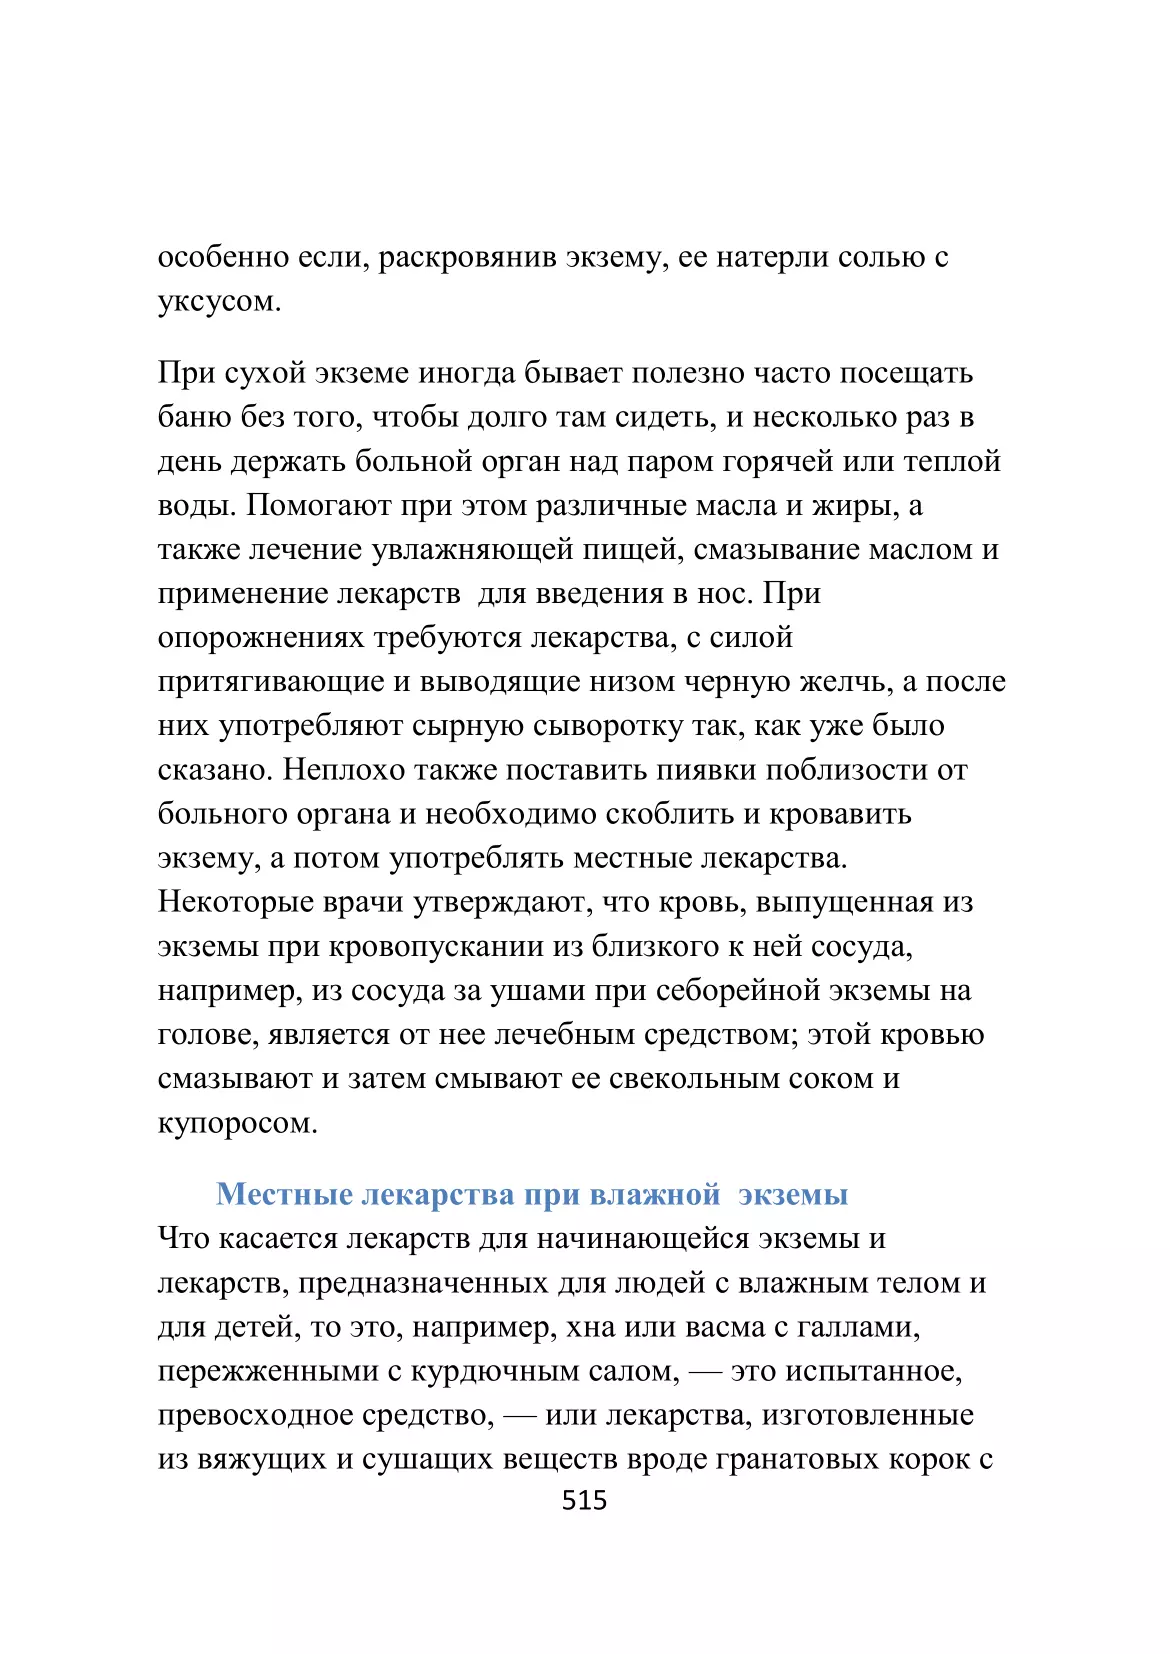 особенно если, раскровянив экзему, ее натерли солью с
уксусом.
При сухой экземе иногда бывает полезно часто посещать
баню без того, чтобы долго там сидеть, и несколько раз в
день держать больной орган над паром горячей или теплой
воды. Помогают при этом различные масла и жиры, а
также лечение увлажняющей пищей, смазывание маслом и
применение лекарств  для введения в нос. При
опорожнениях требуются лекарства, с силой
притягивающие и выводящие низом черную желчь, а после
них употребляют сырную сыворотку так, как уже было
сказано. Неплохо также поставить пиявки поблизости от
больного органа и необходимо скоблить и кровавить
экзему, а потом употреблять местные лекарства.
Некоторые врачи утверждают, что кровь, выпущенная из
экземы при кровопускании из близкого к ней сосуда,
например, из сосуда за ушами при себорейной экземы на
голове, является от нее лечебным средством; этой кровью
смазывают и затем смывают ее свекольным соком и
купоросом.
Местные лекарства при влажной  экземы
Что касается лекарств для начинающейся экземы и
лекарств, предназначенных для людей с влажным телом и
для детей, то это, например, хна или васма с галлами,
пережженными с курдючным салом, — это испытанное,
превосходное средство, — или лекарства, изготовленные
из вяжущих и сушащих веществ вроде гранатовых корок с
515